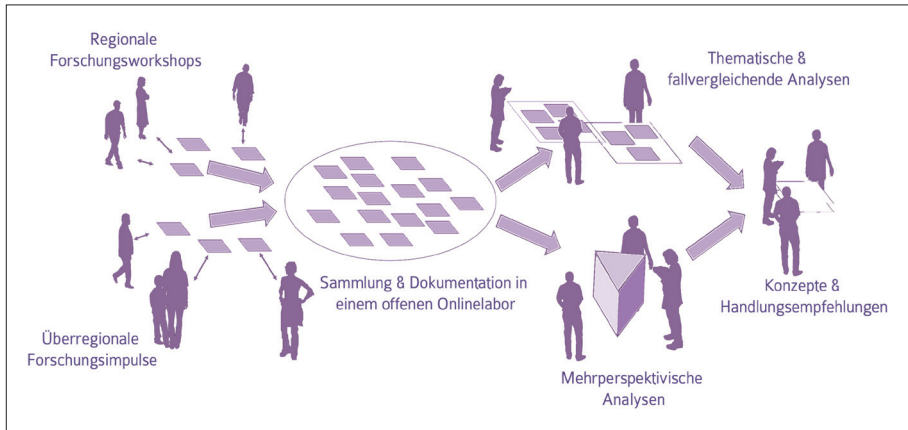 Regionale
Forschungsworkshops
Thematische &
fallvergleichende Analysen
Sammlung & Dokumentation in
einem offenen Onlinelabor
Überregionale
Forschungsimpulse
Mehrperspektivische
Analysen
Konzepte &
Handlungsempfehlungen